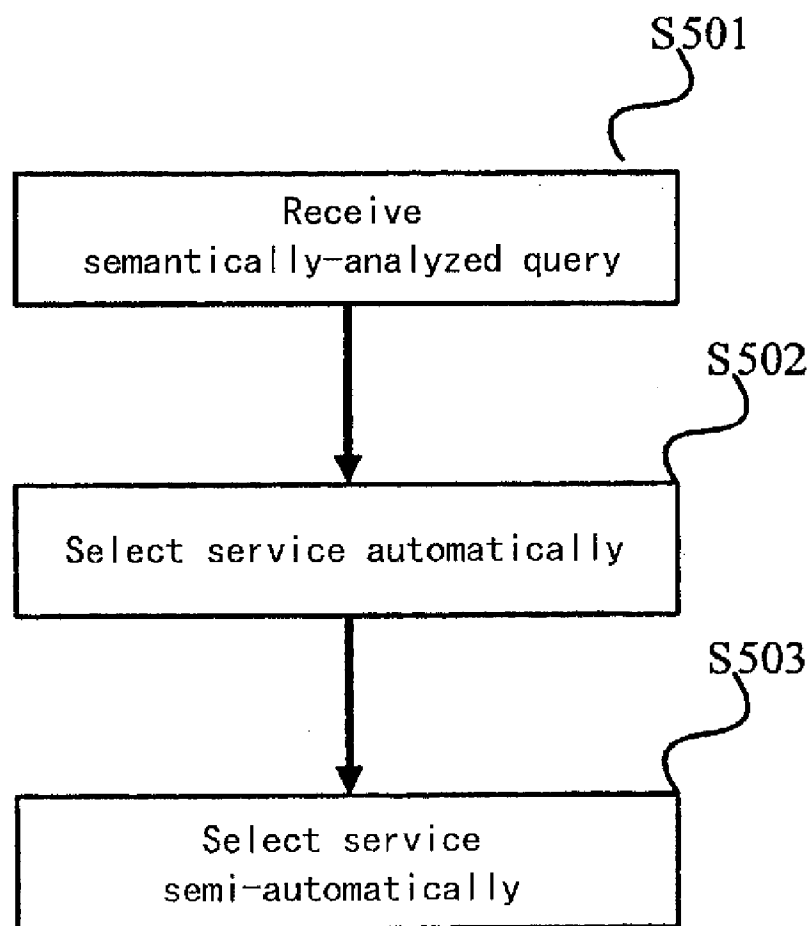 S501
Receive
semantically-analyzed query
S502
Select service automatically
S503
Select service
semi-automatically